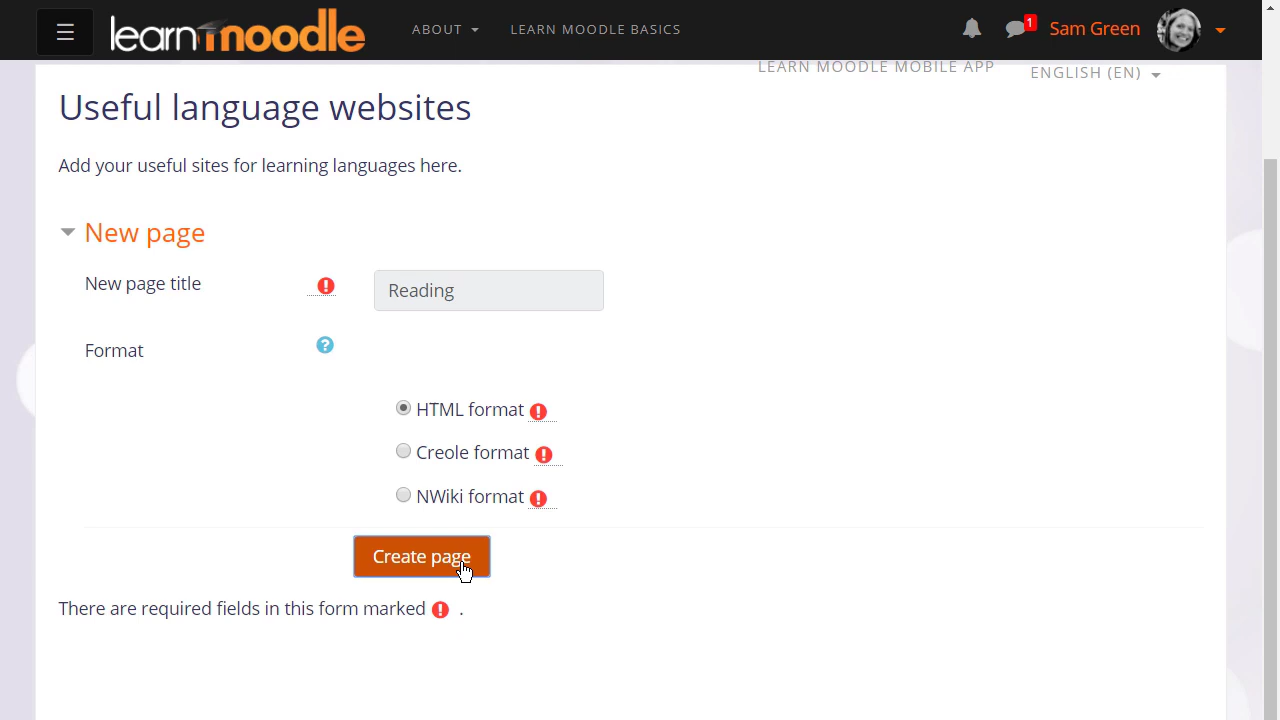 learn moodle
ABOUT
LEARN MOODLE BASICS
1
Sam Green
LEARN MOODLE MOBILE APP
ENGLISH (EN)
Useful language websites
Add your useful sites for learning languages here.
New page
New page title
Reading
Format
HTML format
Creole format
NWiki format
Create page
There are required fields in this form marked .